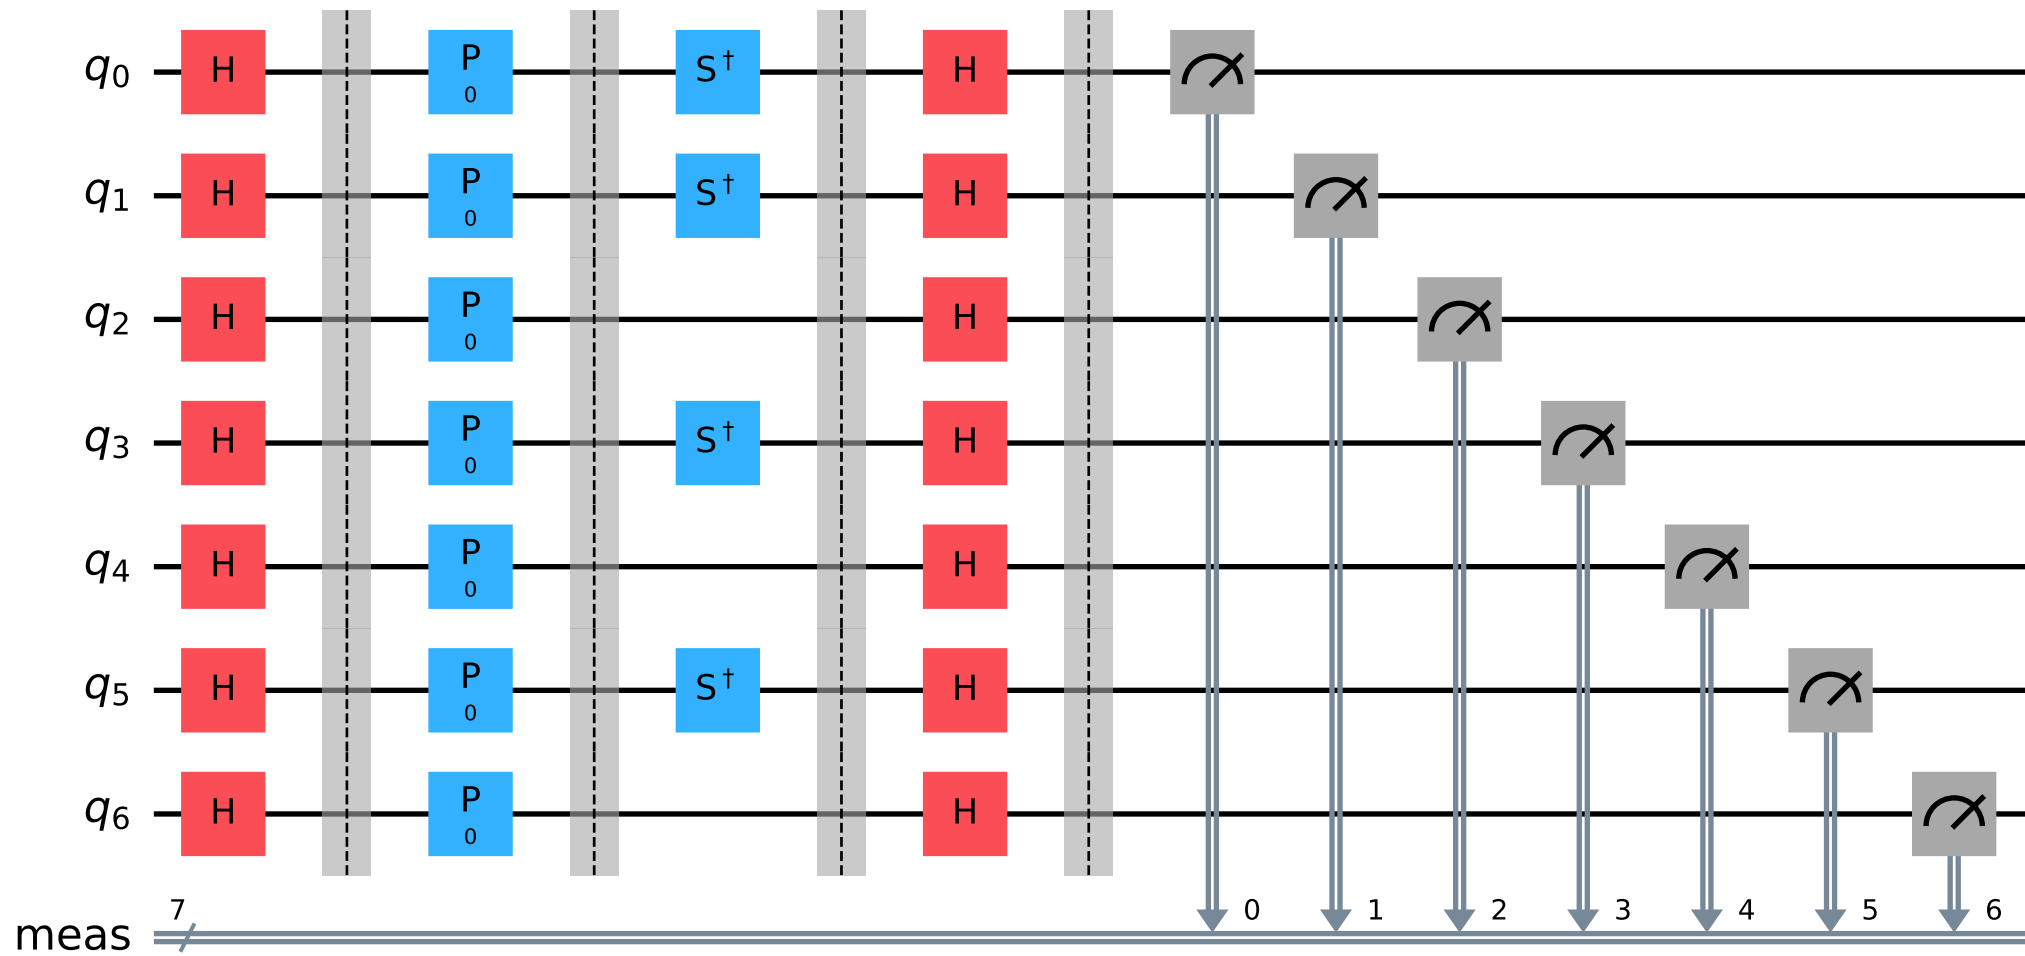 q0 H P 0 S† H
q1 H P 0 S† H
q2 H P 0 H
q3 H P 0 S† H
q4 H P 0 H
q5 H P 0 S† H
q6 H P 0 H
meas 7 0 1 2 3 4 5 6